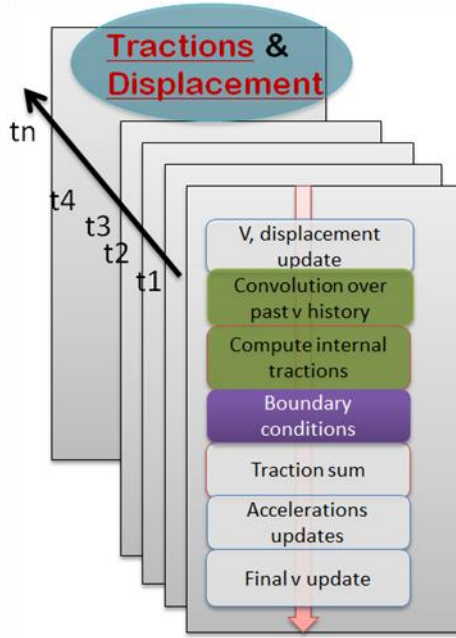 Tractions &
Displacement
tn
t4
t3
t2
t1
V, displacement
update
Convolution over
past v history
Compute internal
tractions
Boundary
conditions
Traction sum
Accelerations
updates
Final v update